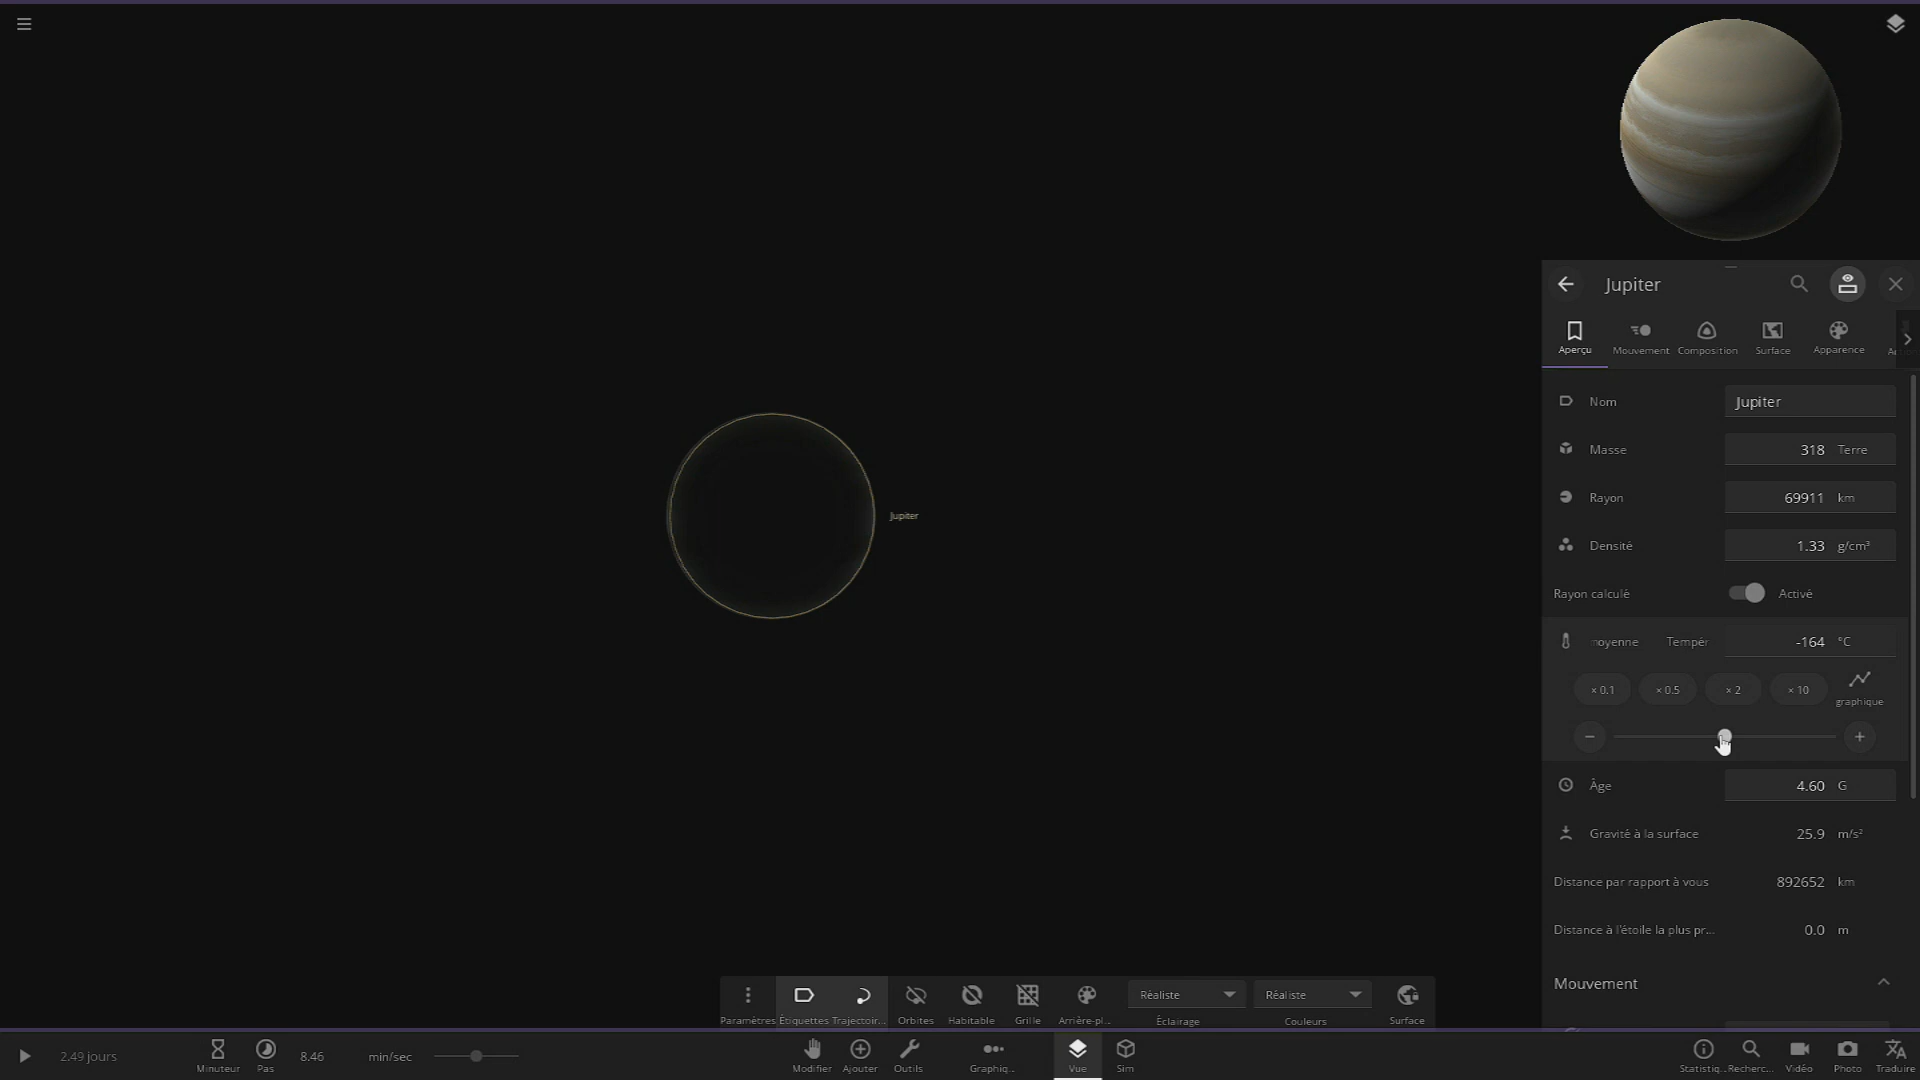 Jupiter
Aperçu
Mouvement
Composition
Surface
Apparence
Nom
Jupiter
Masse
318 Terre
Rayon
69911 km
Densité
1.33 g/cm³
Rayon calculé
Activé
moyenne Tempér
-164 °C
× 0.1
× 0.5
× 2
× 10
graphique
Âge
4.60 G
Gravité à la surface
25.9 m/s²
Distance par rapport à vous
892652 km
Distance à l'étoile la plus pr...
0.0 m
Mouvement
Jupiter
Réaliste
Réaliste
Paramètres
Étiquettes
Trajectoir...
Orbites
Habitable
Grille
Arrière-pl...
Éclairage
Couleurs
Surface
2.49 jours
Minuteur
Pas
8.46
min/sec
Modifier
Ajouter
Outils
Graphiq...
Vue
Sim
Statistiq...
Recherc...
Vidéo
Photo
Traduire